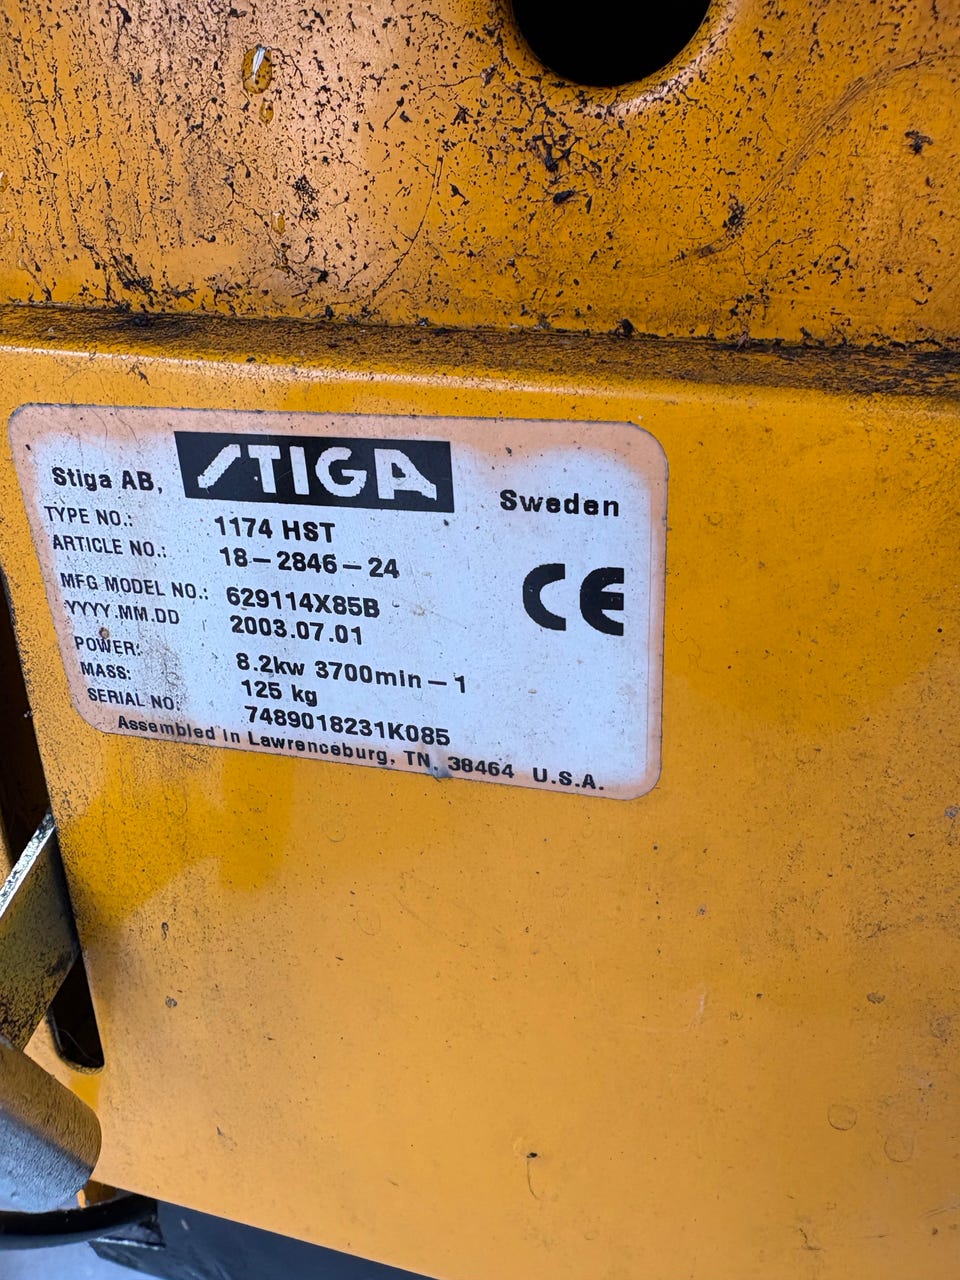 STIGA
Stiga AB, Sweden
TYPE NO.: 1174 HST
ARTICLE NO.: 18-2846-24
MFG MODEL NO.: 629114X85B
YYYY.MM.DD 2003.07.01
POWER: 8.2kw 3700min-1
MASS: 125 kg
SERIAL NO: 7489018231K085
Assembled in Lawrenceburg, TN. 38464 U.S.A.
CE